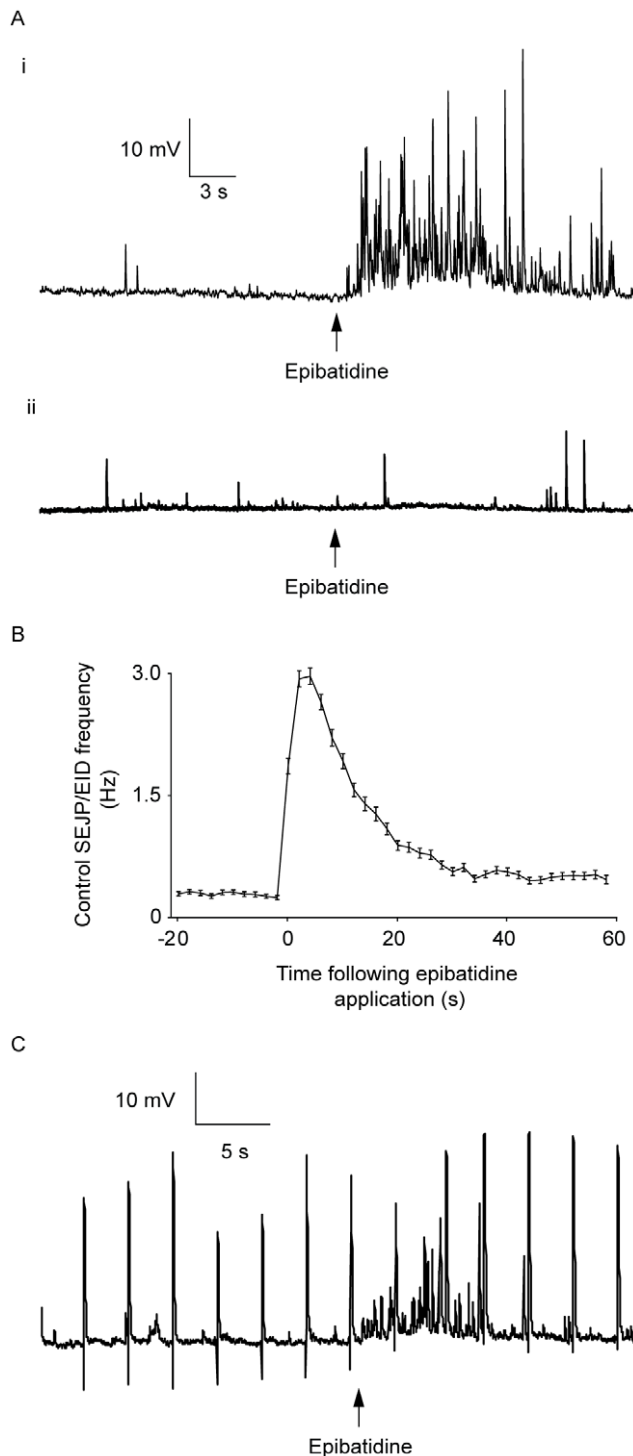 A
i
10 mV
3 s
Epibatidine
ii
Epibatidine
B
Control SEJP/EID frequency
(Hz)
3.0
1.5
0
-20
0
20
40
60
Time following epibatidine
application (s)
C
10 mV
5 s
Epibatidine